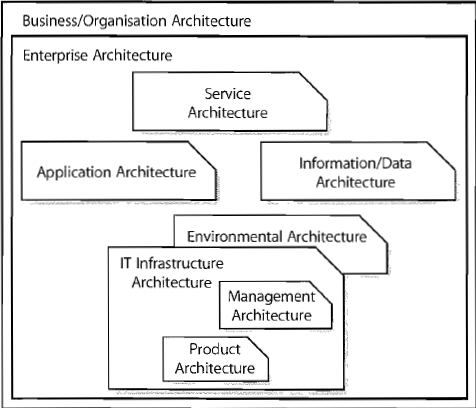 Business/Organisation Architecture
Enterprise Architecture
Service
Architecture
Application Architecture
Information/Data
Architecture
Environmental Architecture
IT Infrastructure
Architecture
Management
Architecture
Product
Architecture